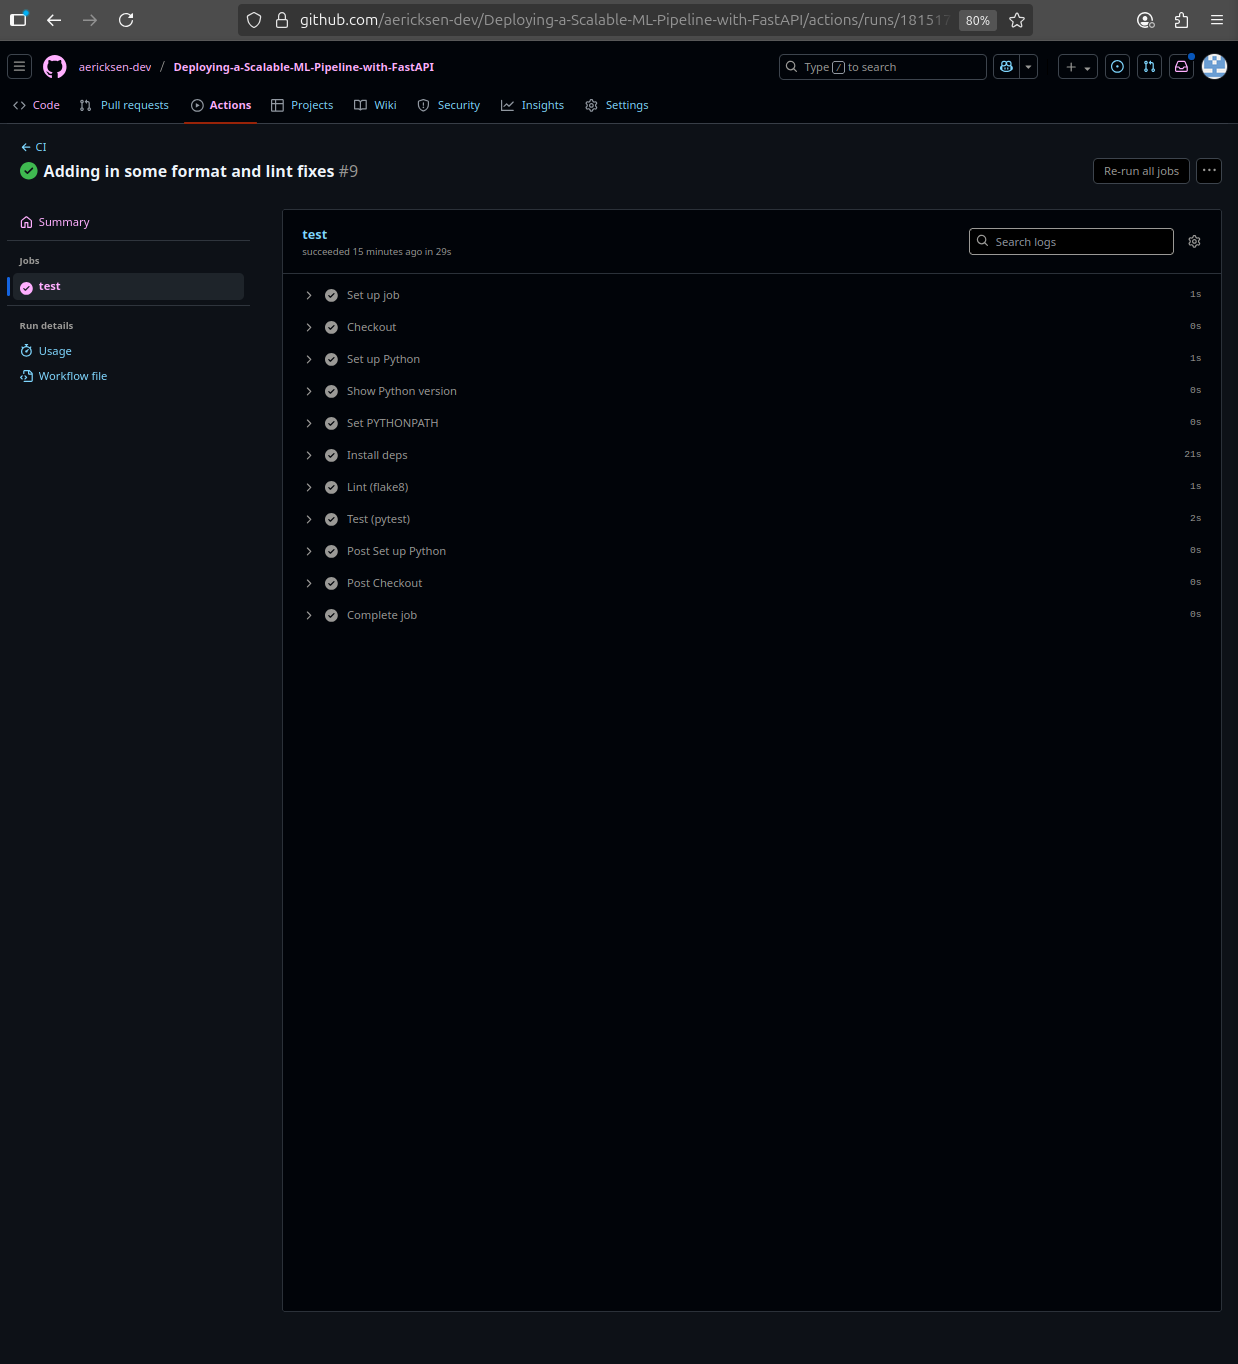 github.com/aericksen-dev/Deploying-a-Scalable-ML-Pipeline-with-FastAPI/actions/runs/181517
80%
aericksen-dev / Deploying-a-Scalable-ML-Pipeline-with-FastAPI
Type / to search
Code
Pull requests
Actions
Projects
Wiki
Security
Insights
Settings
← CI
Adding in some format and lint fixes #9
Re-run all jobs
Summary
Jobs
test
Run details
Usage
Workflow file
test
succeeded 15 minutes ago in 29s
Search logs
Set up job 1s
Checkout 0s
Set up Python 1s
Show Python version 0s
Set PYTHONPATH 0s
Install deps 21s
Lint (flake8) 1s
Test (pytest) 2s
Post Set up Python 0s
Post Checkout 0s
Complete job 0s